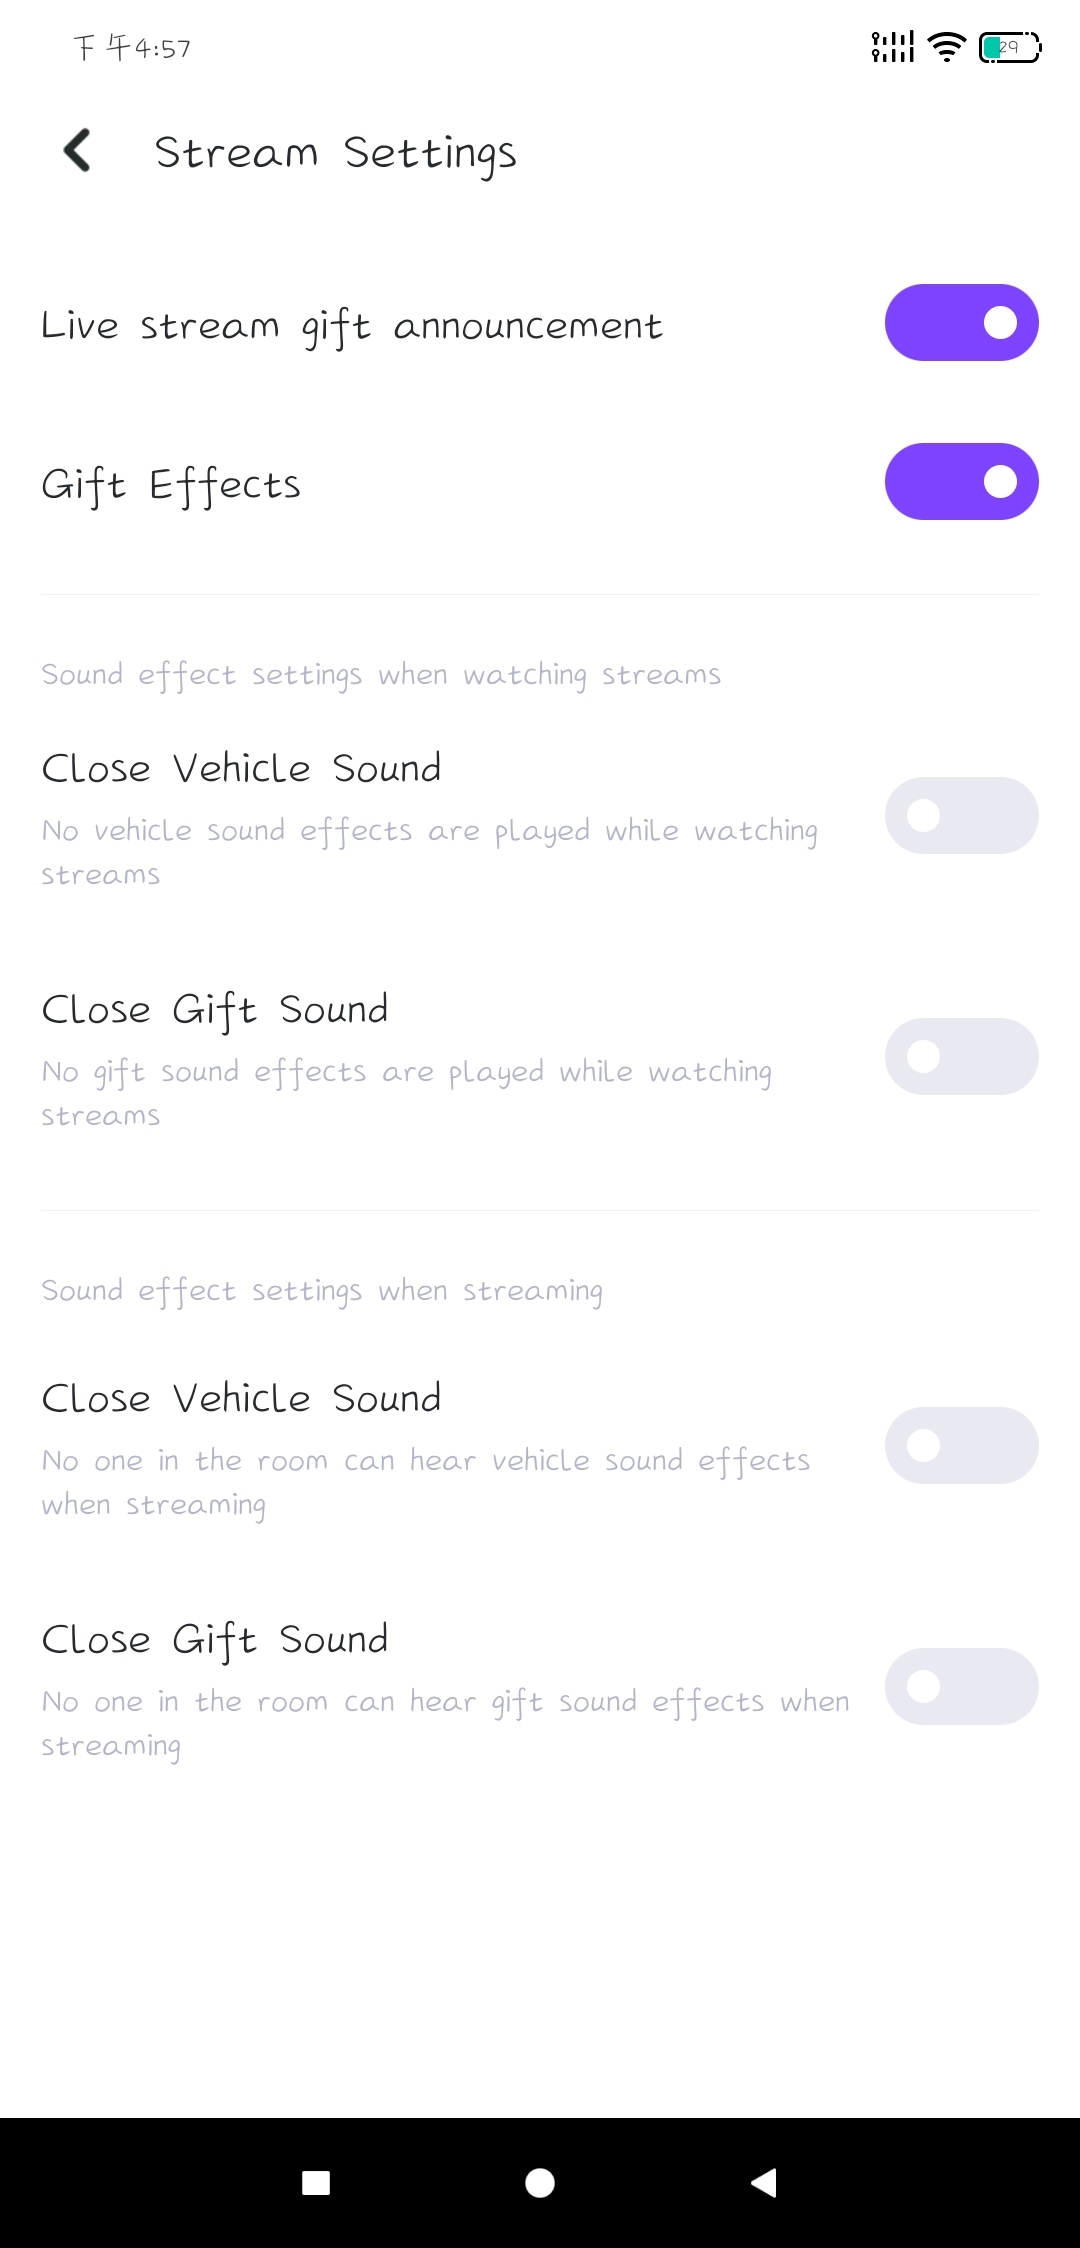 下午4:57
29
Stream Settings
Live stream gift announcement
Gift Effects
Sound effect settings when watching streams
Close Vehicle Sound
No vehicle sound effects are played while watching
streams
Close Gift Sound
No gift sound effects are played while watching
streams
Sound effect settings when streaming
Close Vehicle Sound
No one in the room can hear vehicle sound effects
when streaming
Close Gift Sound
No one in the room can hear gift sound effects when
streaming